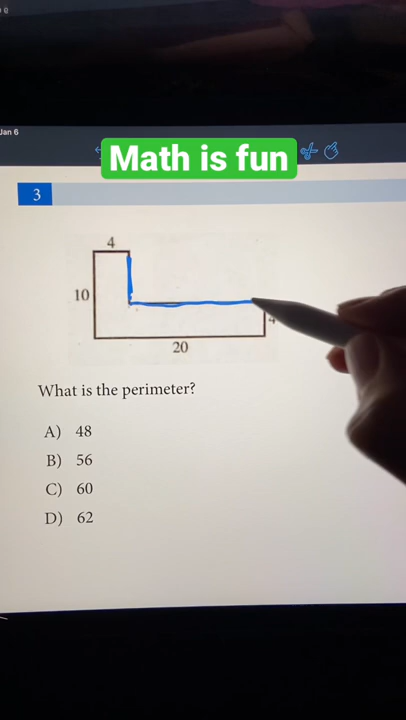 Jan 6
Math is fun
3
4
10
4
20
What is the perimeter?
A) 48
B) 56
C) 60
D) 62